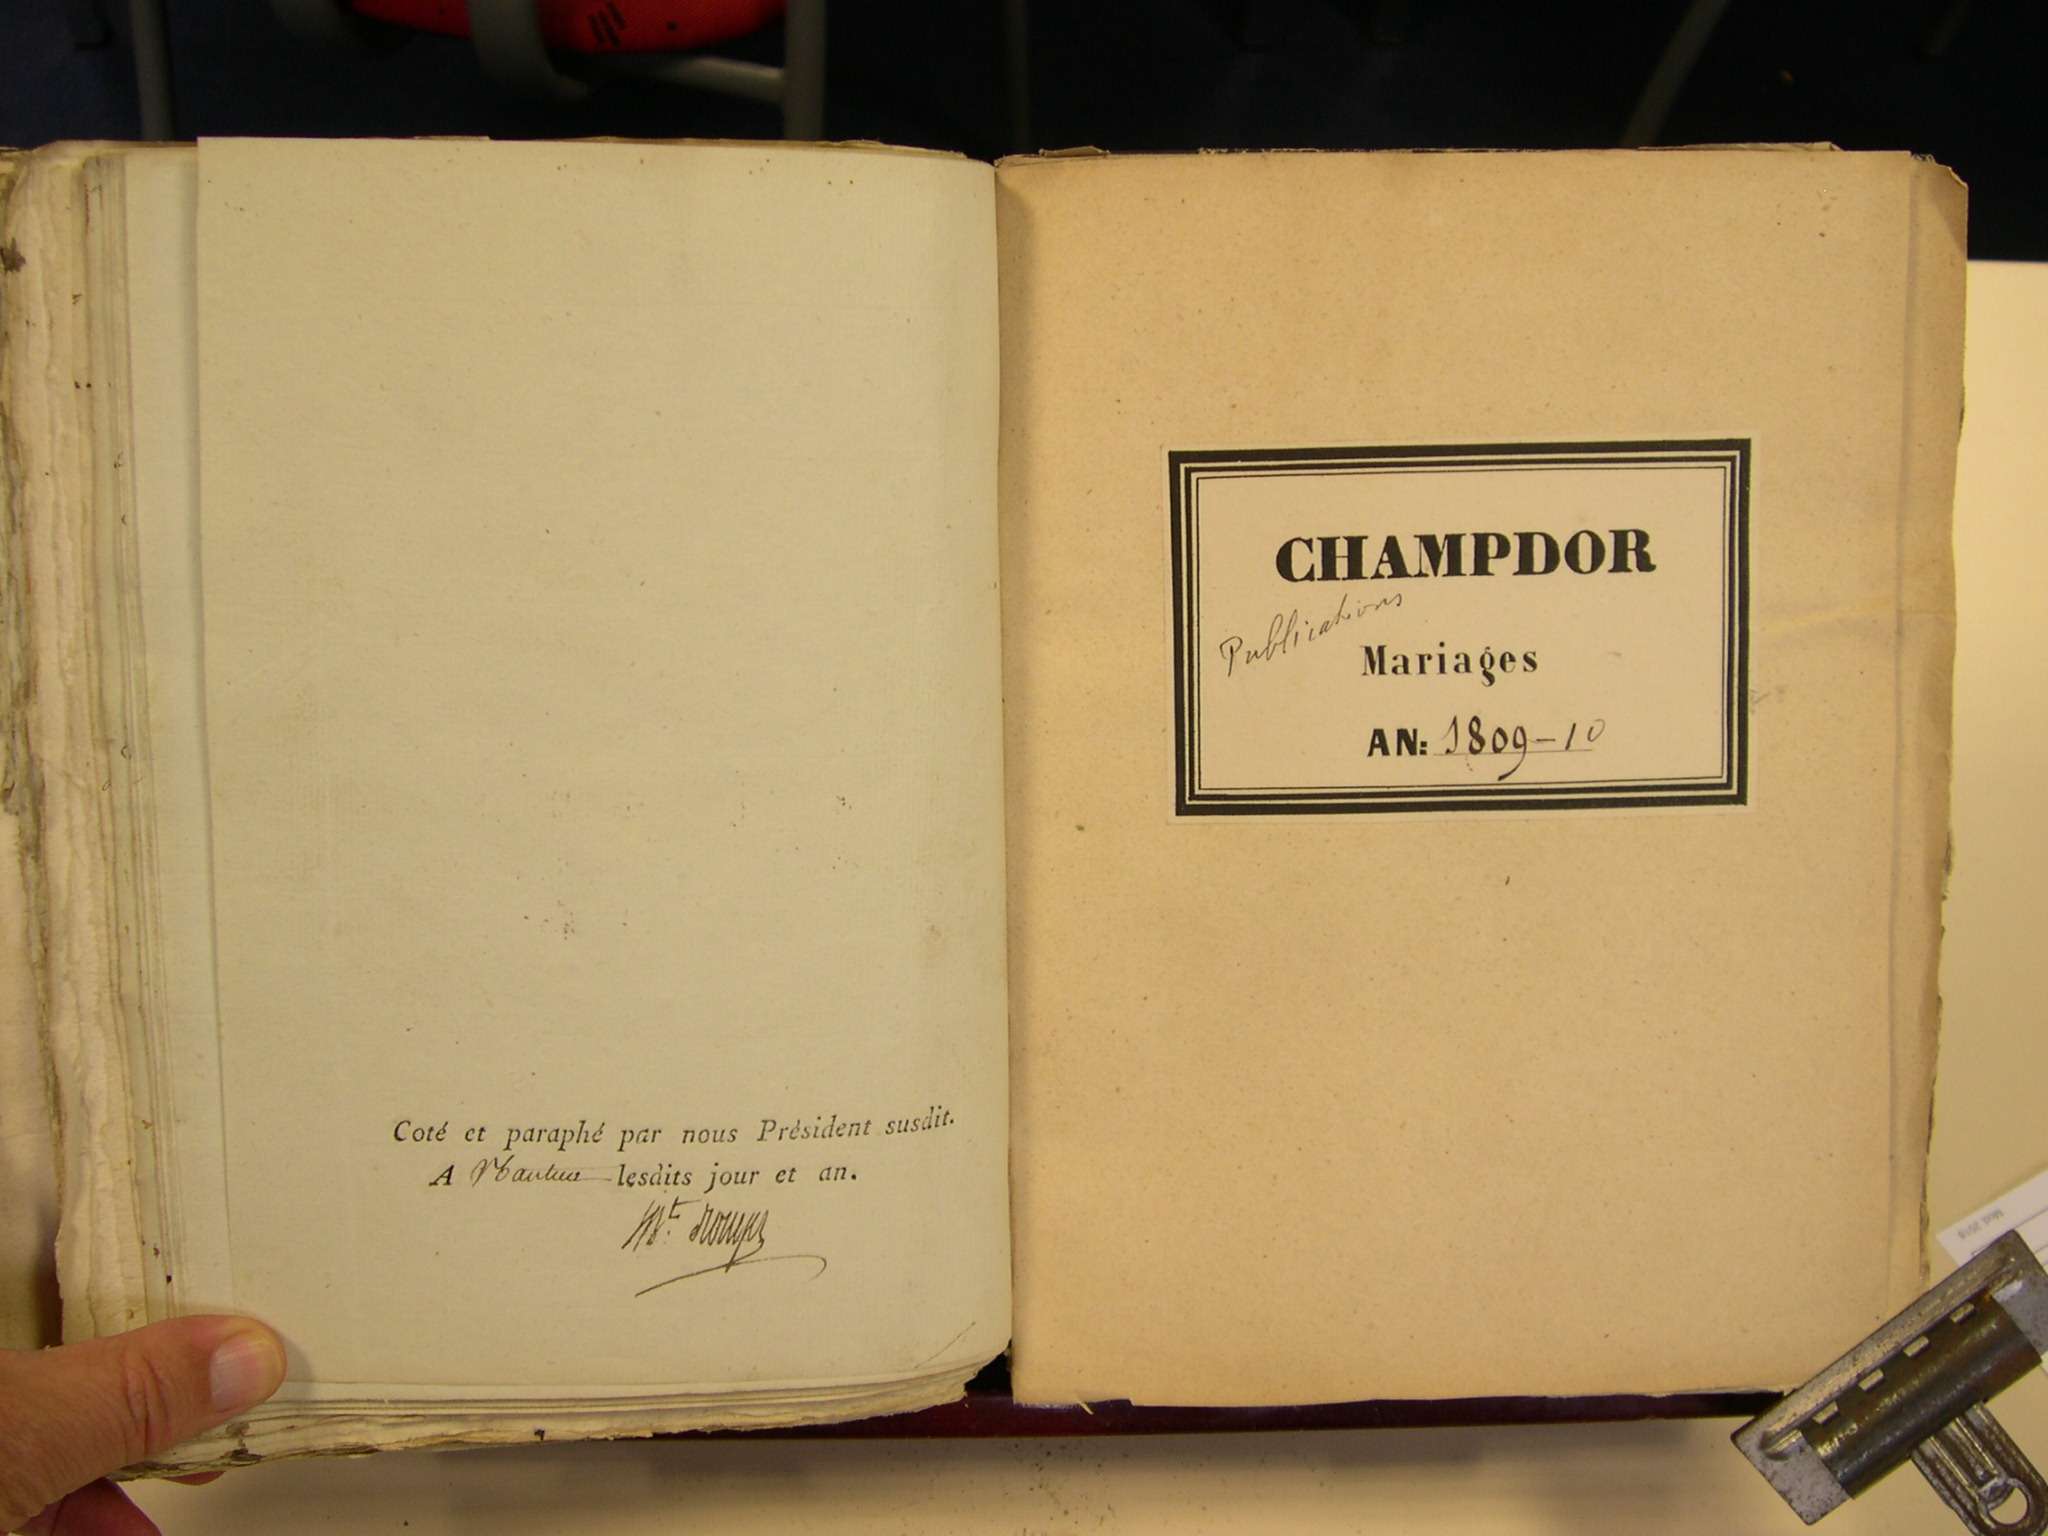 Coté et paraphé par nous Président susdit.
A Nantua lesdits jour et an.
CHAMPDOR
Publications
Mariages
AN: 1809-10